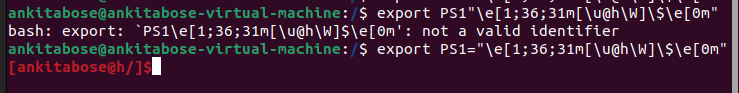 ankitabose@ankitabose-virtual-machine:/$ export PS1"\e[1;36;31m[\u@h\W]\$\e[0m"
bash: export: `PS1\e[1;36;31m[\u@h\W]$\e[0m': not a valid identifier
ankitabose@ankitabose-virtual-machine:/$ export PS1="\e[1;36;31m[\u@h\W]\$\e[0m"
[ankitabose@h/]$